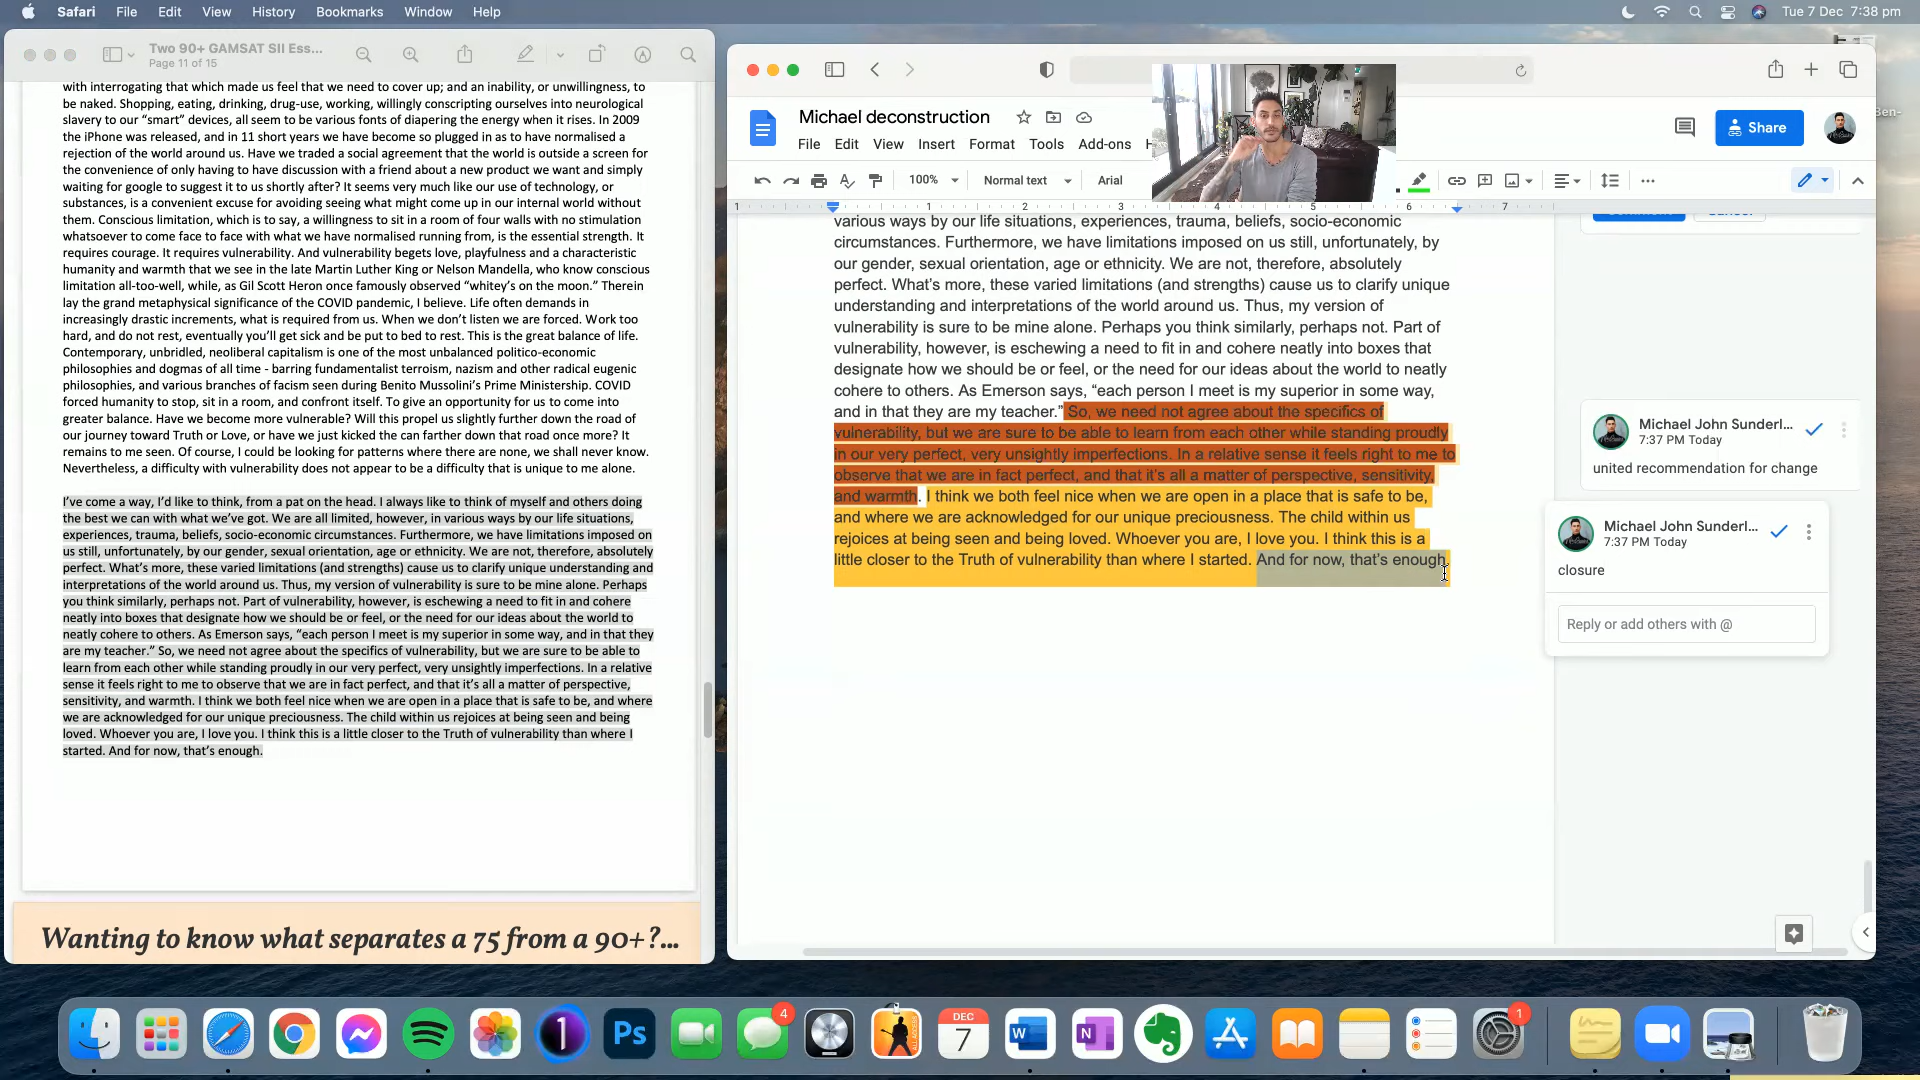 Safari File Edit View History Bookmarks Window Help
Tue 7 Dec 7:38 pm
Two 90+ GAMSAT SII Ess...
Page 11 of 15
with interrogating that which made us feel that we need to cover up; and an inability, or unwillingness, to
be naked. Shopping, eating, drinking, drug-use, working, willingly conscripting ourselves into neurological
slavery to our “smart” devices, all seem to be various fonts of diapering the energy when it rises. In 2009
the iPhone was released, and in 11 short years we have become so plugged in as to have normalised a
rejection of the world around us. Have we traded a social agreement that the world is outside a screen for
the convenience of only having to have discussion with a friend about a new product we want and simply
waiting for google to suggest it to us shortly after? It seems very much like our use of technology, or
substances, is a convenient excuse for avoiding seeing what might come up in our internal world without
them. Conscious limitation, which is to say, a willingness to sit in a room of four walls with no stimulation
whatsoever to come face to face with what we have normalised running from, is the essential strength. It
requires courage. It requires vulnerability. And vulnerability begets love, playfulness and a characteristic
humanity and warmth that we see in the late Martin Luther King or Nelson Mandella, who know conscious
limitation all-too-well, while, as Gil Scott Heron once famously observed “whitey’s on the moon.” Therein
lay the grand metaphysical significance of the COVID pandemic, I believe. Life often demands in
increasingly drastic increments, what is required from us. When we don’t listen we are forced. Work too
hard, and do not rest, eventually you’ll get sick and be put to bed to rest. This is the great balance of life.
Contemporary, unbridled, neoliberal capitalism is one of the most unbalanced politico-economic
philosophies and dogmas of all time - barring fundamentalist terroism, nazism and other radical eugenic
philosophies, and various branches of facism seen during Benito Mussolini’s Prime Ministership. COVID
forced humanity to stop, sit in a room, and confront itself. To give an opportunity for us to come into
greater balance. Have we become more vulnerable? Will this propel us slightly further down the road of
our journey toward Truth or Love, or have we just kicked the can farther down that road once more? It
remains to me seen. Of course, I could be looking for patterns where there are none, we shall never know.
Nevertheless, a difficulty with vulnerability does not appear to be a difficulty that is unique to me alone.
I’ve come a way, I’d like to think, from a pat on the head. I always like to think of myself and others doing
the best we can with what we’ve got. We are all limited, however, in various ways by our life situations,
experiences, trauma, beliefs, socio-economic circumstances. Furthermore, we have limitations imposed on
us still, unfortunately, by our gender, sexual orientation, age or ethnicity. We are not, therefore, absolutely
perfect. What’s more, these varied limitations (and strengths) cause us to clarify unique understanding and
interpretations of the world around us. Thus, my version of vulnerability is sure to be mine alone. Perhaps
you think similarly, perhaps not. Part of vulnerability, however, is eschewing a need to fit in and cohere
neatly into boxes that designate how we should be or feel, or the need for our ideas about the world to
neatly cohere to others. As Emerson says, “each person I meet is my superior in some way, and in that they
are my teacher.” So, we need not agree about the specifics of vulnerability, but we are sure to be able to
learn from each other while standing proudly in our very perfect, very unsightly imperfections. In a relative
sense it feels right to me to observe that we are in fact perfect, and that it’s all a matter of perspective,
sensitivity, and warmth. I think we both feel nice when we are open in a place that is safe to be, and where
we are acknowledged for our unique preciousness. The child within us rejoices at being seen and being
loved. Whoever you are, I love you. I think this is a little closer to the Truth of vulnerability than where I
started. And for now, that’s enough.
Wanting to know what separates a 75 from a 90+?...
Michael deconstruction
File Edit View Insert Format Tools Add-ons
Share
100% Normal text Arial
1 1 2 3 4 5 6 7
various ways by our life situations, experiences, trauma, beliefs, socio-economic
circumstances. Furthermore, we have limitations imposed on us still, unfortunately, by
our gender, sexual orientation, age or ethnicity. We are not, therefore, absolutely
perfect. What’s more, these varied limitations (and strengths) cause us to clarify unique
understanding and interpretations of the world around us. Thus, my version of
vulnerability is sure to be mine alone. Perhaps you think similarly, perhaps not. Part of
vulnerability, however, is eschewing a need to fit in and cohere neatly into boxes that
designate how we should be or feel, or the need for our ideas about the world to neatly
cohere to others. As Emerson says, “each person I meet is my superior in some way,
and in that they are my teacher.” So, we need not agree about the specifics of
vulnerability, but we are sure to be able to learn from each other while standing proudly
in our very perfect, very unsightly imperfections. In a relative sense it feels right to me to
observe that we are in fact perfect, and that it’s all a matter of perspective, sensitivity,
and warmth. I think we both feel nice when we are open in a place that is safe to be,
and where we are acknowledged for our unique preciousness. The child within us
rejoices at being seen and being loved. Whoever you are, I love you. I think this is a
little closer to the Truth of vulnerability than where I started. And for now, that’s enough
Michael John Sunderl...
7:37 PM Today
united recommendation for change
Michael John Sunderl...
7:37 PM Today
closure
Reply or add others with @
Ben-
4
DEC
7
1
1
Ps
W
N